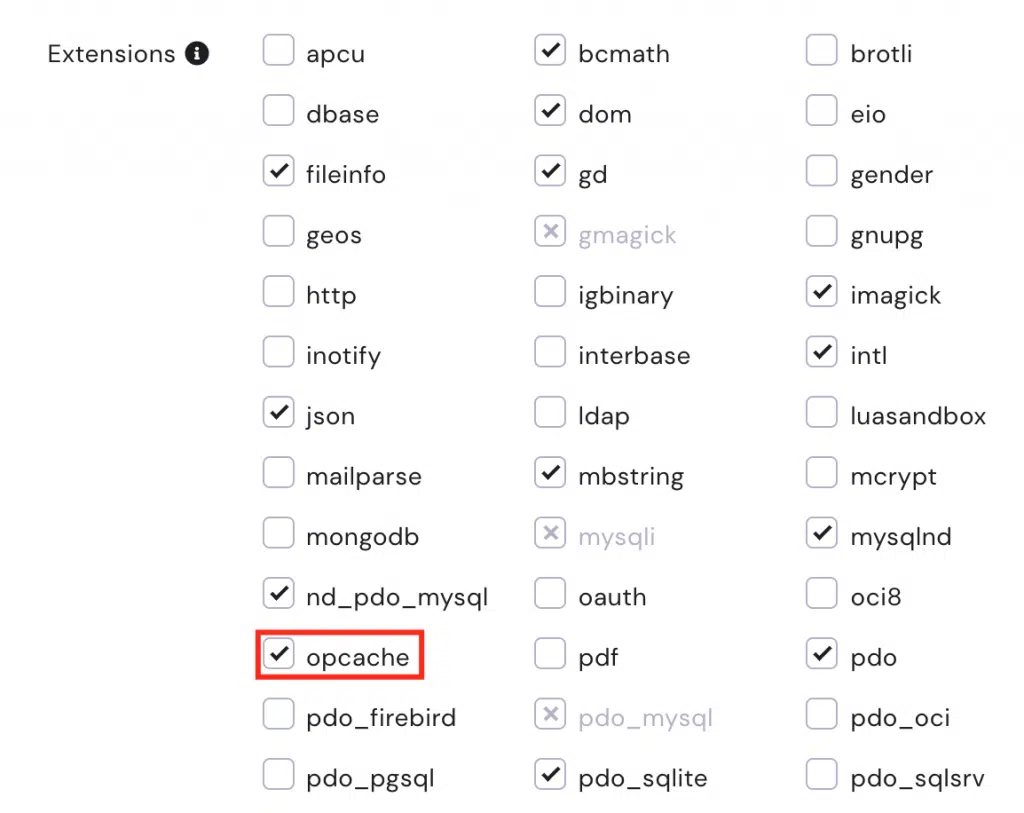 Extensions apcu bcmath brotli
dbase dom eio
fileinfo gd gender
geos gmagick gnupg
http igbinary imagick
inotify interbase intl
json ldap luasandbox
mailparse mbstring mcrypt
mongodb mysqli mysqlnd
nd_pdo_mysql oauth oci8
opcache pdf pdo
pdo_firebird pdo_mysql pdo_oci
pdo_pgsql pdo_sqlite pdo_sqlsrv